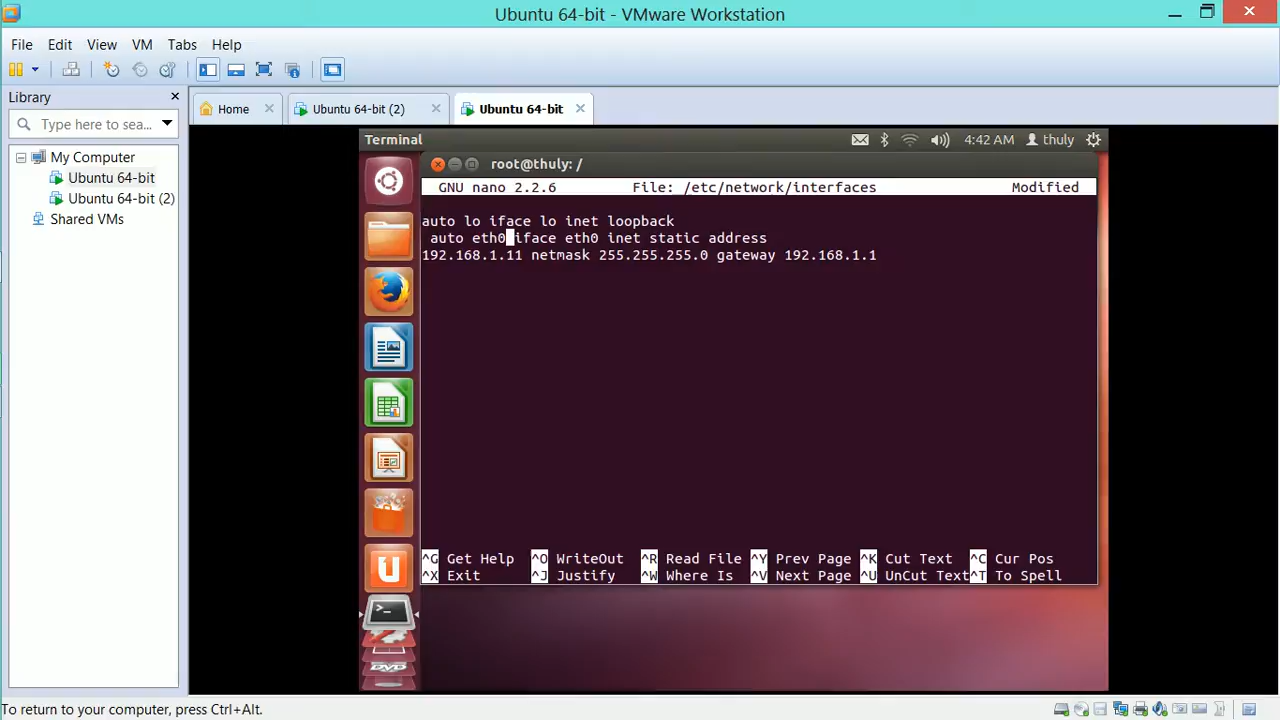 Ubuntu 64-bit - VMware Workstation
File Edit View VM Tabs Help
Library
Type here to sea...
My Computer
Ubuntu 64-bit
Ubuntu 64-bit (2)
Shared VMs
Home Ubuntu 64-bit (2) Ubuntu 64-bit
Terminal 4:42 AM thuly
root@thuly: /
GNU nano 2.2.6 File: /etc/network/interfaces Modified
auto lo iface lo inet loopback
auto eth0 iface eth0 inet static address
192.168.1.11 netmask 255.255.255.0 gateway 192.168.1.1
^G Get Help ^O WriteOut ^R Read File ^Y Prev Page ^K Cut Text ^C Cur Pos
^X Exit ^J Justify ^W Where Is ^V Next Page ^U UnCut Text ^T To Spell
U
>_
DVD
To return to your computer, press Ctrl+Alt.